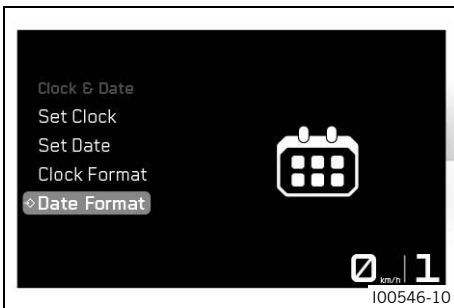 Clock & Date
Set Clock
Set Date
Clock Format
Date Format
0 km/h 1
I00546-10